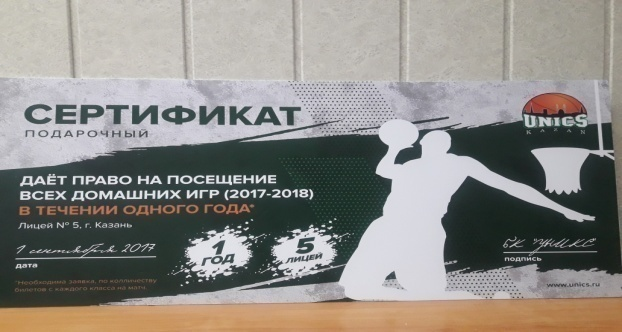 СЕРТИФИКАТ
ПОДАРОЧНЫЙ
UNICS
KAZAN
ДАЁТ ПРАВО НА ПОСЕЩЕНИЕ
ВСЕХ ДОМАШНИХ ИГР (2017-2018)
В ТЕЧЕНИИ ОДНОГО ГОДА*
Лицей № 5, г. Казань
1 сентября 2017
дата
1
ГОД
5
ЛИЦЕЙ
БК УНИКС
подпись
*Необходима заявка, по количеству
билетов с каждого класса на матч.
www.unics.ru